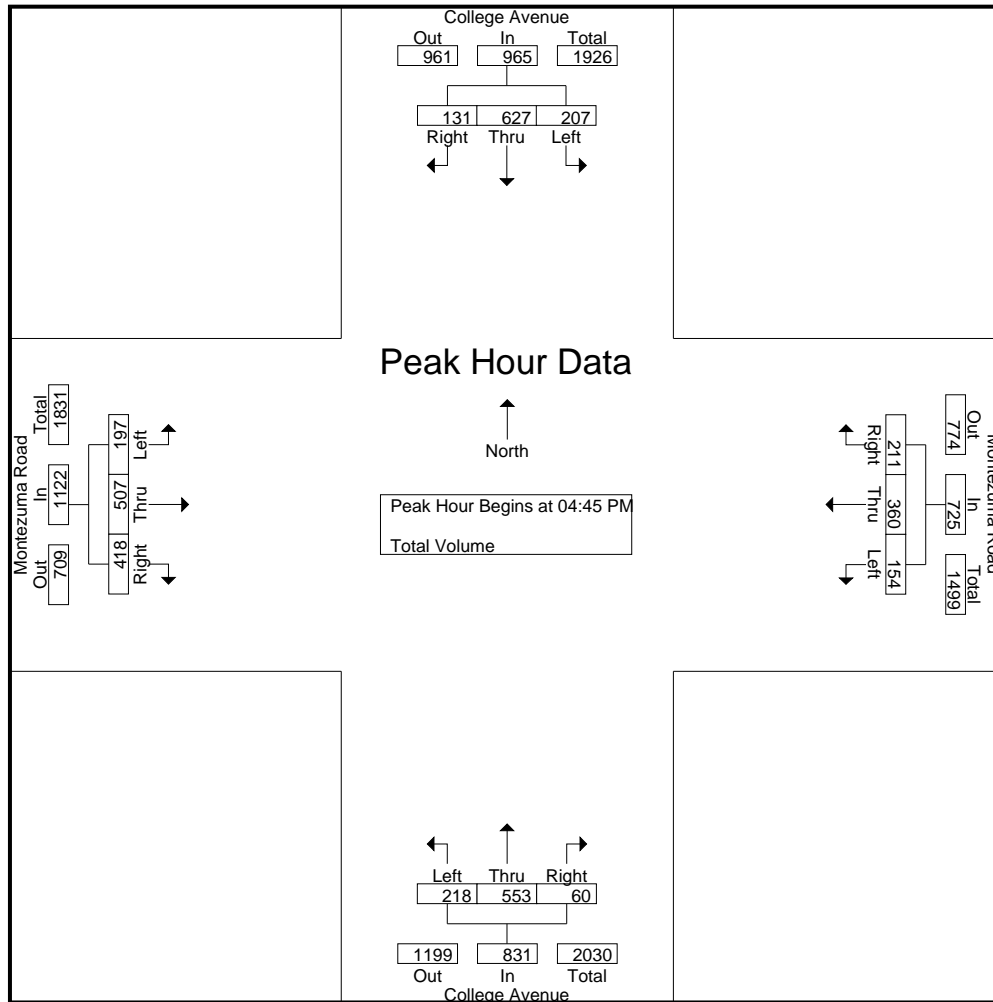 College Avenue
Out In Total
961 965 1926
131 627 207
Right Thru Left
Peak Hour Data
North
Peak Hour Begins at 04:45 PM
Total Volume
Montezuma Road
Total In Out
1831 1122 709
197 507 418
Left Thru Right
Montezuma Road
Out In Total
774 725 1499
211 360 154
Right Thru Left
Left Thru Right
218 553 60
1199 831 2030
Out In Total
College Avenue